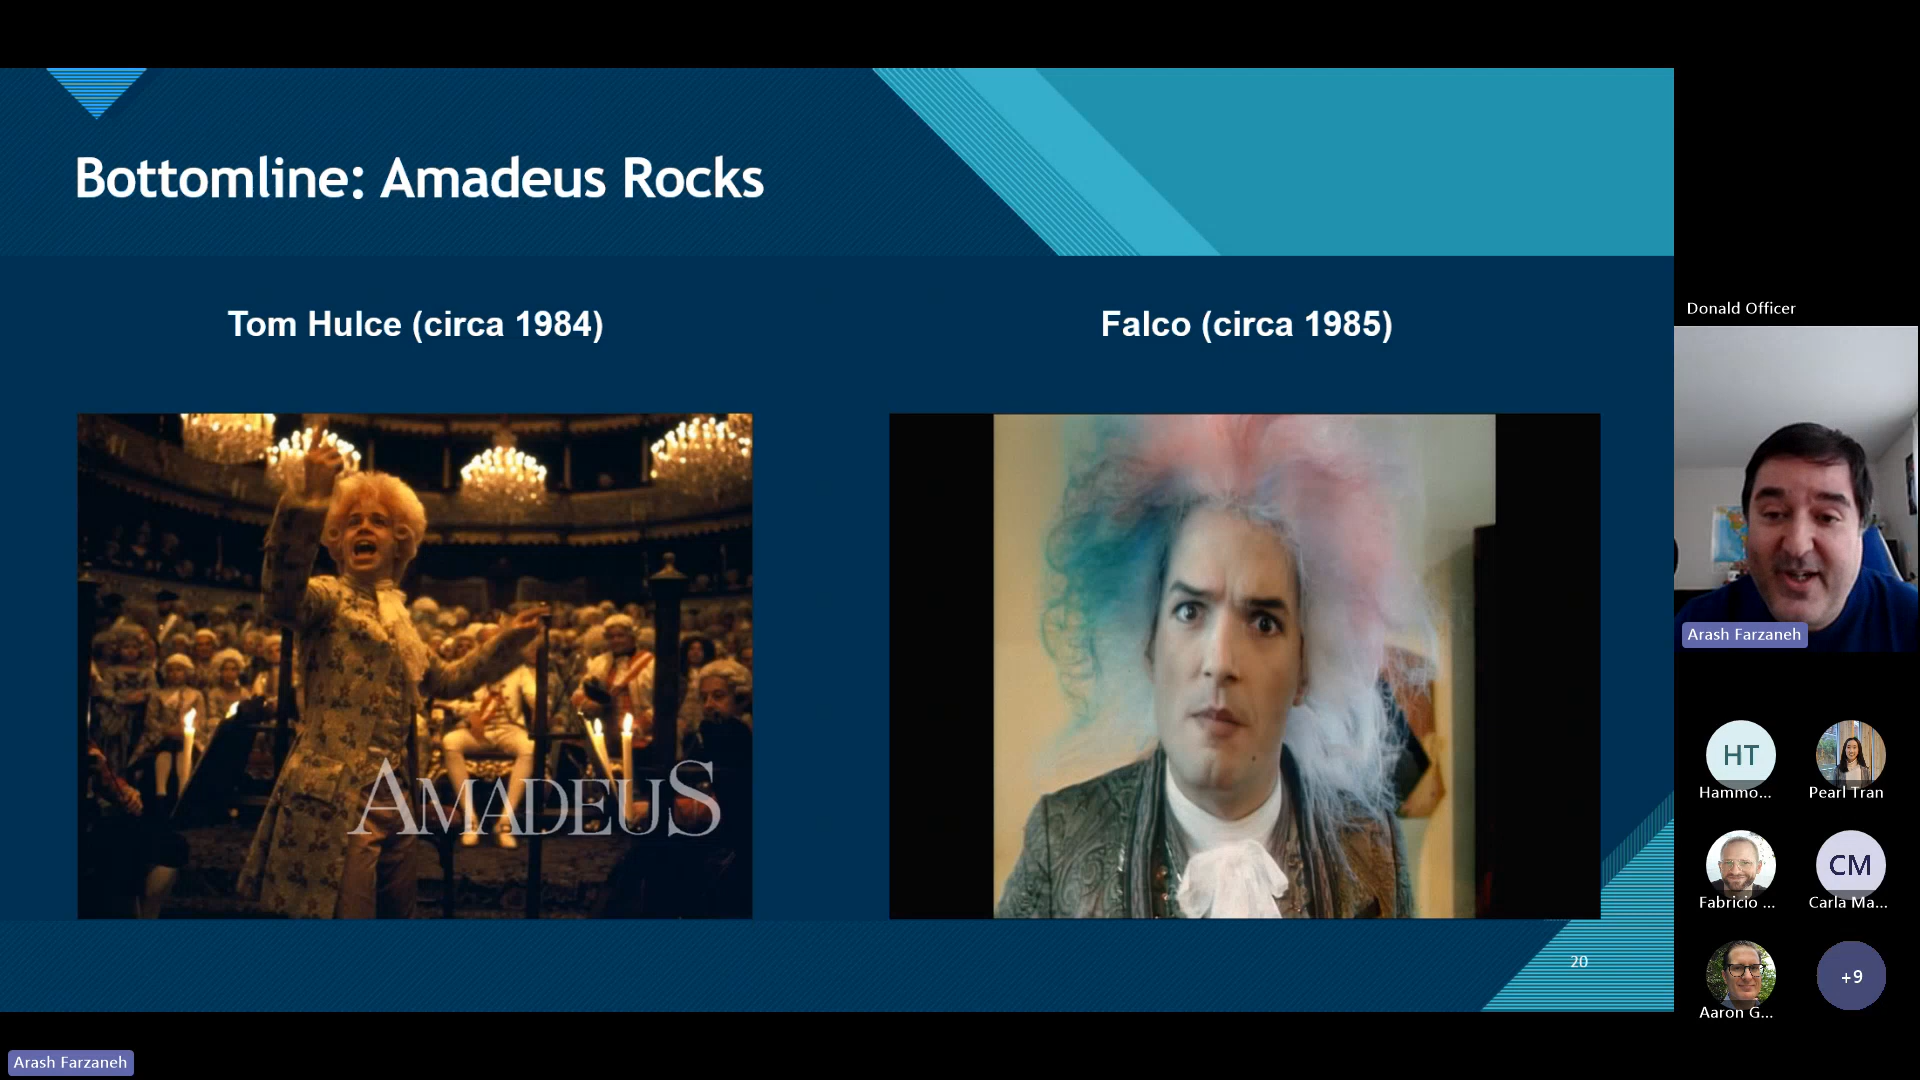 Bottomline: Amadeus Rocks
Tom Hulce (circa 1984)
Falco (circa 1985)
AMADEUS
20
Donald Officer
Arash Farzaneh
HT
Hammo...
Pearl Tran
Fabricio ...
CM
Carla Ma...
Aaron G...
+9
Arash Farzaneh